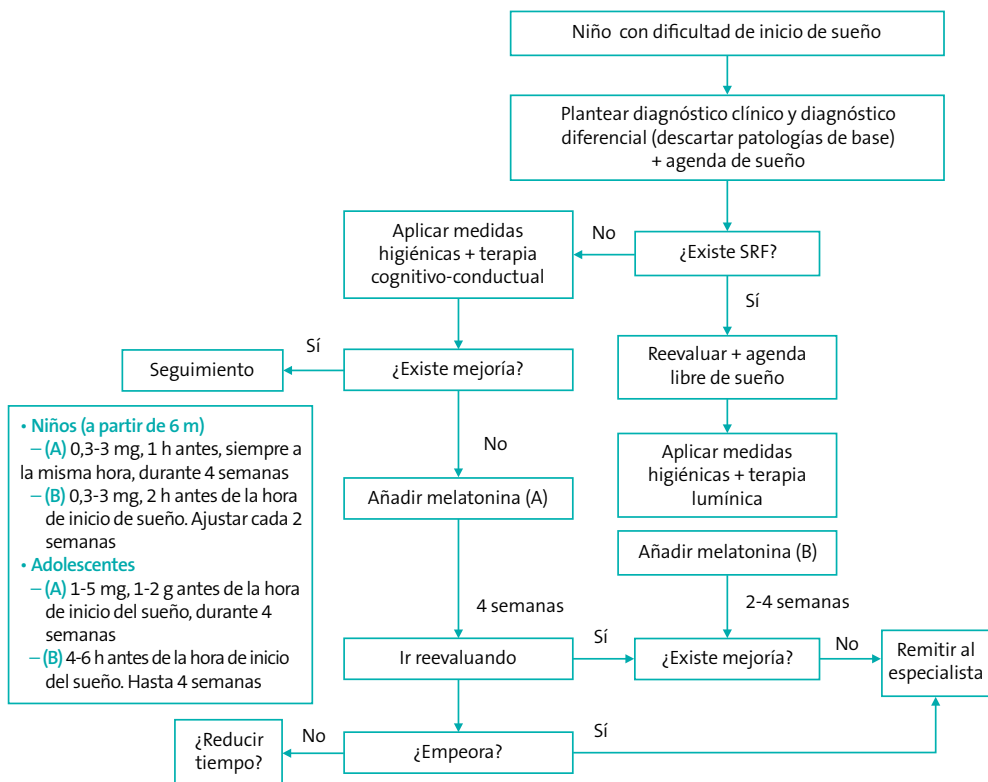 Niño con dificultad de inicio de sueño
Plantear diagnóstico clínico y diagnóstico
diferencial (descartar patologías de base)
+ agenda de sueño
¿Existe SRF?
No
Aplicar medidas
higiénicas + terapia
cognitivo-conductual
Sí
¿Existe mejoría?
Sí
Seguimiento
Reevaluar + agenda
libre de sueño
Aplicar medidas
higiénicas + terapia
lumínica
No
Añadir melatonina (A)
Añadir melatonina (B)
• Niños (a partir de 6 m)
– (A) 0,3-3 mg, 1 h antes, siempre a
la misma hora, durante 4 semanas
– (B) 0,3-3 mg, 2 h antes de la hora
de inicio de sueño. Ajustar cada 2
semanas
• Adolescentes
– (A) 1-5 mg, 1-2 g antes de la hora
de inicio del sueño, durante 4
semanas
– (B) 4-6 h antes de la hora de inicio
del sueño. Hasta 4 semanas
4 semanas
2-4 semanas
Ir reevaluando
Sí
¿Existe mejoría?
No
Remitir al
especialista
¿Empeora?
Sí
No
¿Reducir
tiempo?